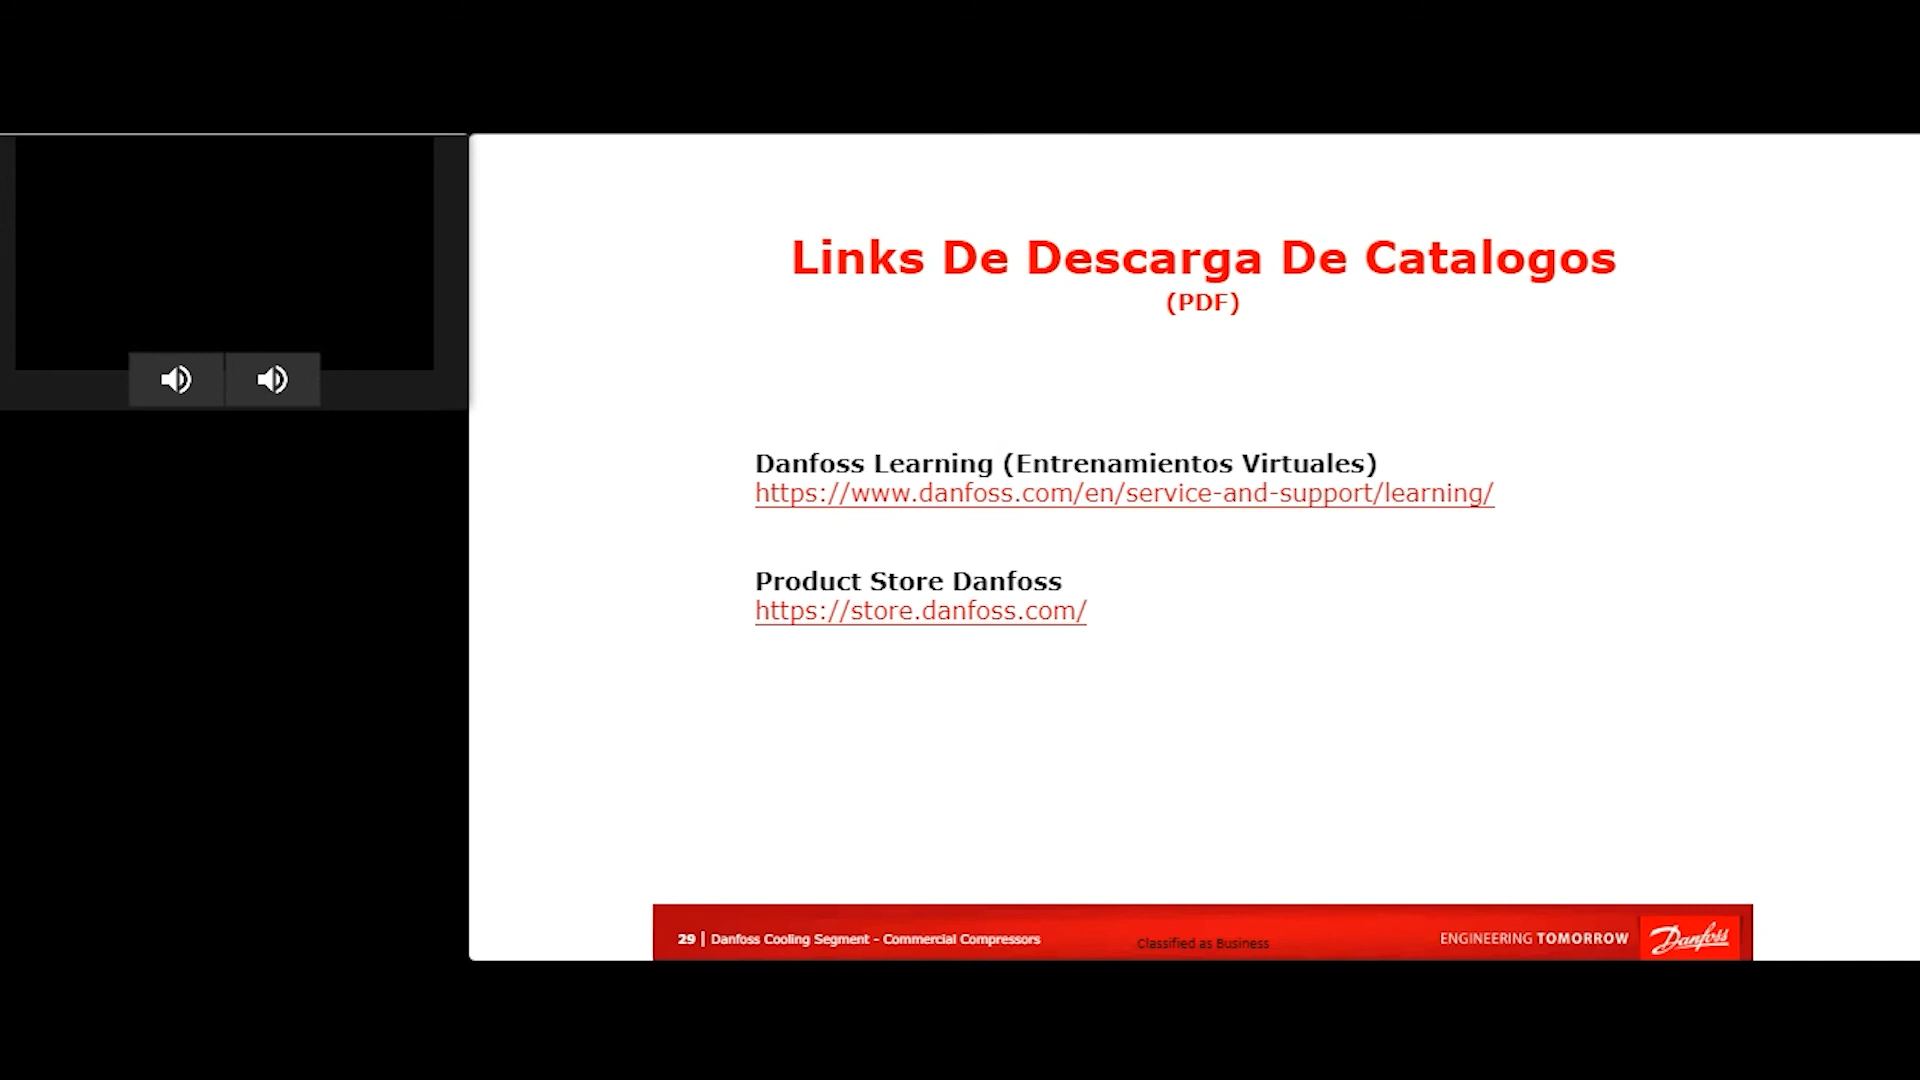 Links De Descarga De Catalogos
(PDF)
Danfoss Learning (Entrenamientos Virtuales)
https://www.danfoss.com/en/service-and-support/learning/
Product Store Danfoss
https://store.danfoss.com/
29 | Danfoss Cooling Segment - Commercial Compressors
Classified as Business
ENGINEERING TOMORROW
Danfoss